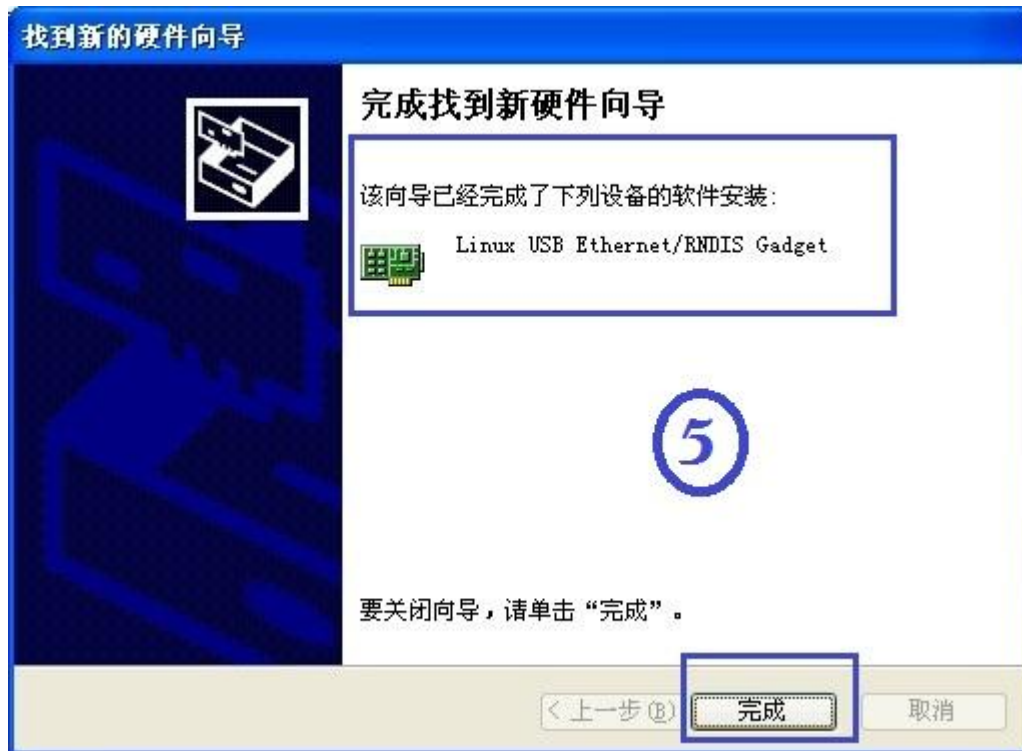 找到新的硬件向导
完成找到新硬件向导
该向导已经完成了下列设备的软件安装:
Linux USB Ethernet/RNDIS Gadget
5
要关闭向导，请单击“完成”。
<上一步(B) 完成 取消